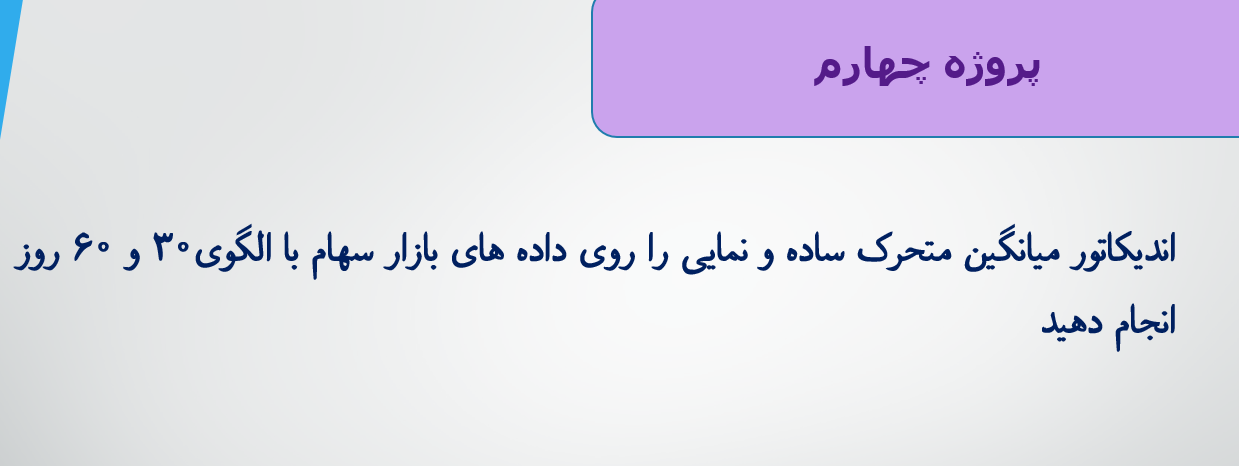 پروژه چهارم
اندیکاتور میانگین متحرک ساده و نمایی را روی داده های بازار سهام با الگوی۳۰ و ۶۰ روز
انجام دهید